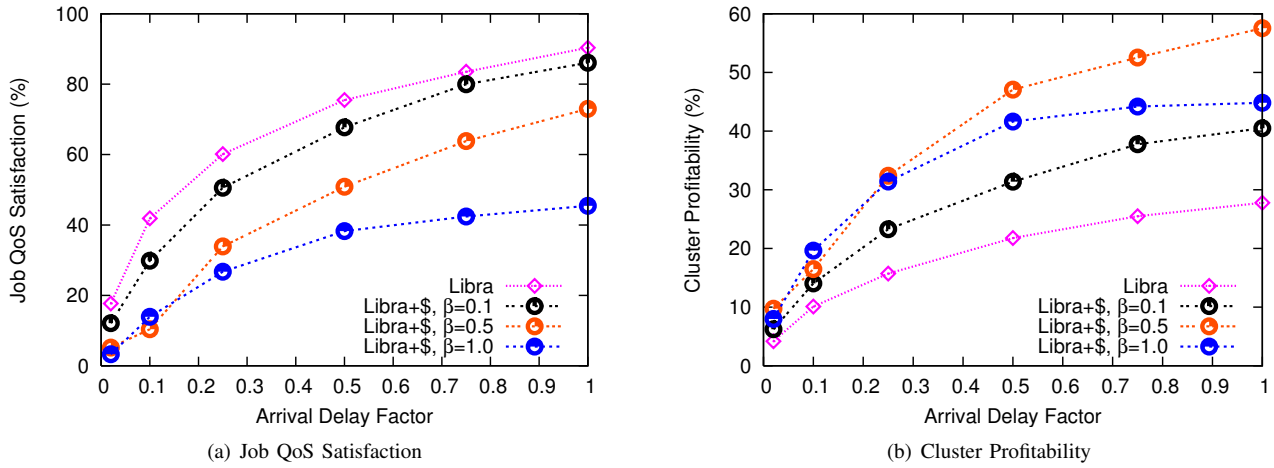 100
80
60
40
20
0
Job QoS Satisfaction (%)
0 0.1 0.2 0.3 0.4 0.5 0.6 0.7 0.8 0.9 1
Arrival Delay Factor
Libra
Libra+$, β=0.1
Libra+$, β=0.5
Libra+$, β=1.0
(a) Job QoS Satisfaction
60
50
40
30
20
10
0
Cluster Profitability (%)
0 0.1 0.2 0.3 0.4 0.5 0.6 0.7 0.8 0.9 1
Arrival Delay Factor
Libra
Libra+$, β=0.1
Libra+$, β=0.5
Libra+$, β=1.0
(b) Cluster Profitability